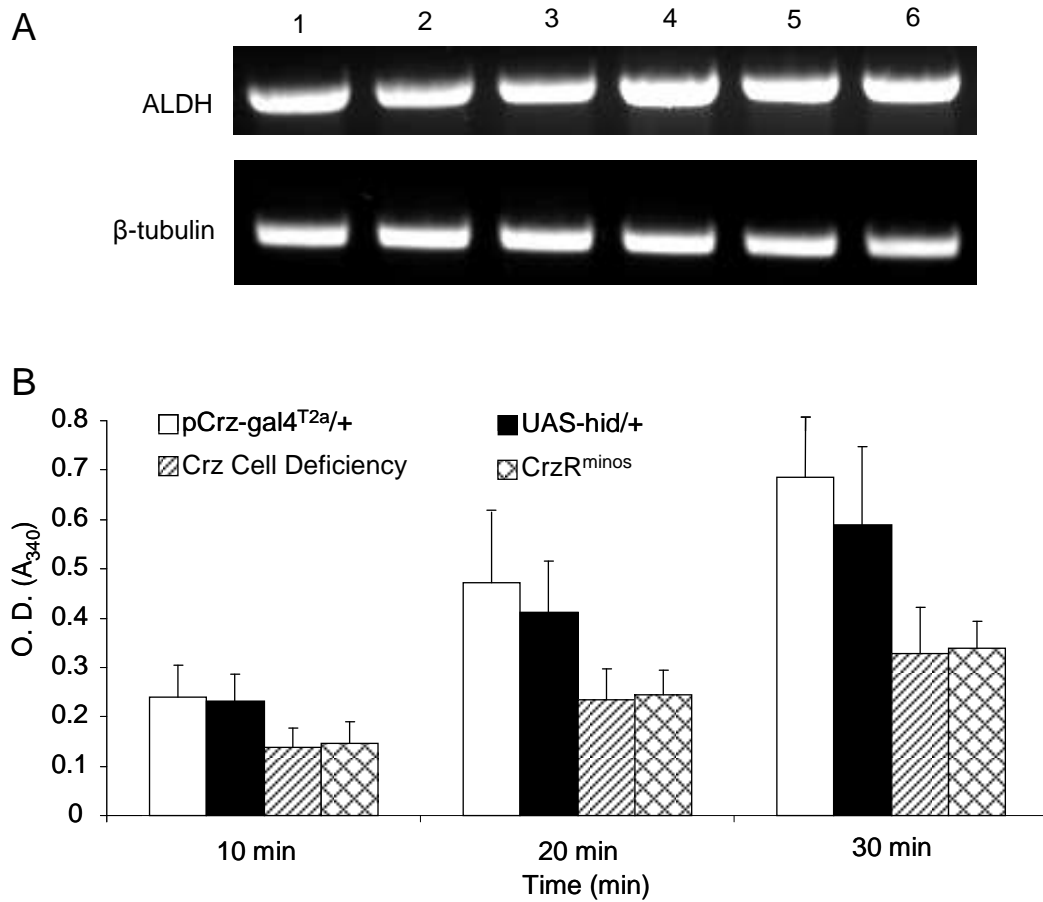 A
1 2 3 4 5 6
ALDH
β-tubulin
B
pCrz-gal4ᵀ²ᵃ/+ UAS-hid/+
Crz Cell Deficiency CrzRᵐⁱⁿᵒˢ
O. D. (A₃₄₀)
0.8
0.7
0.6
0.5
0.4
0.3
0.2
0.1
0
10 min 20 min 30 min
Time (min)